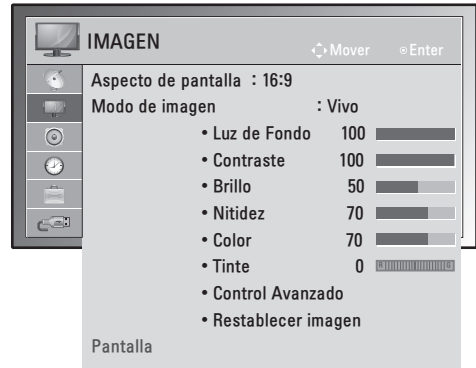 IMAGEN
Mover Enter
Aspecto de pantalla : 16:9
Modo de imagen : Vivo
• Luz de Fondo 100
• Contraste 100
• Brillo 50
• Nitidez 70
• Color 70
• Tinte 0
• Control Avanzado
• Restablecer imagen
Pantalla